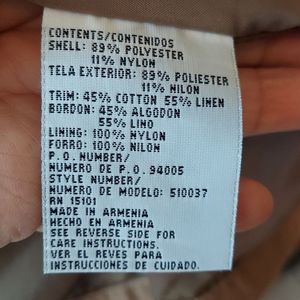 CONTENTS/CONTENIDOS
SHELL: 89% POLYESTER
11% NYLON
TELA EXTERIOR: 89% POLIESTER
11% NILON
TRIM: 45% COTTON 55% LINEN
BORDON: 45% ALGODON
55% LINO
LINING: 100% NYLON
FORRO: 100% NILON
P.O. NUMBER/
NUMERO DE P.O. 94005
STYLE NUMBER/
NUMERO DE MODELO: 510037
RN 15101
MADE IN ARMENIA
HECHO EN ARMENIA
SEE REVERSE SIDE FOR
CARE INSTRUCTIONS.
VER EL REVES PARA
INSTRUCCIONES DE CUIDADO.